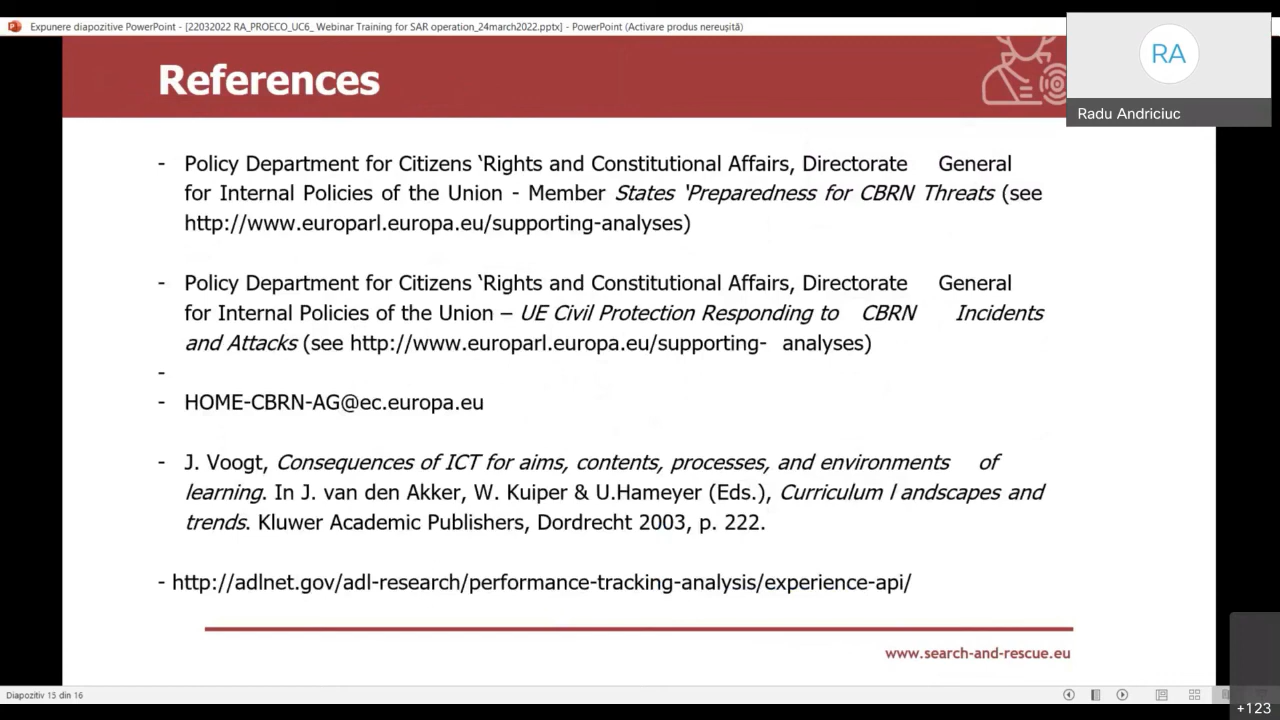 Expunere diapozitive PowerPoint - [22032022 RA_PROECO_UC6_ Webinar Training for SAR operation_24march2022.pptx] - PowerPoint (Activare produs nereușită)
References
RA
Radu Andriciuc
- Policy Department for Citizens ‘Rights and Constitutional Affairs, Directorate General
for Internal Policies of the Union - Member States ‘Preparedness for CBRN Threats (see
http://www.europarl.europa.eu/supporting-analyses)
- Policy Department for Citizens ‘Rights and Constitutional Affairs, Directorate General
for Internal Policies of the Union – UE Civil Protection Responding to CBRN Incidents
and Attacks (see http://www.europarl.europa.eu/supporting- analyses)
-
- HOME-CBRN-AG@ec.europa.eu
- J. Voogt, Consequences of ICT for aims, contents, processes, and environments of
learning. In J. van den Akker, W. Kuiper & U.Hameyer (Eds.), Curriculum l andscapes and
trends. Kluwer Academic Publishers, Dordrecht 2003, p. 222.
- http://adlnet.gov/adl-research/performance-tracking-analysis/experience-api/
www.search-and-rescue.eu
Diapozitiv 15 din 16
+123